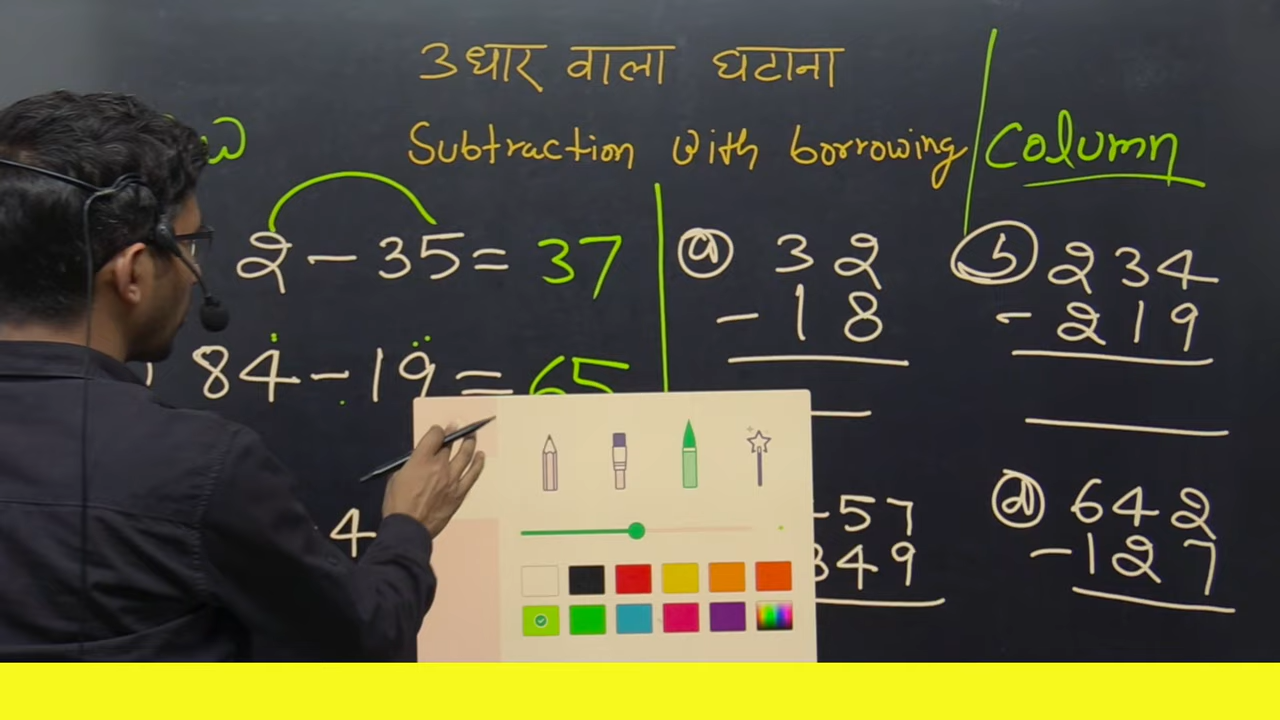 उधार वाला घटाना
Subtraction with borrowing
Column
2 - 35 = 37
84 - 19 = 65
4
ⓐ 32
- 18
ⓑ 234
- 219
57
349
ⓓ 642
- 127